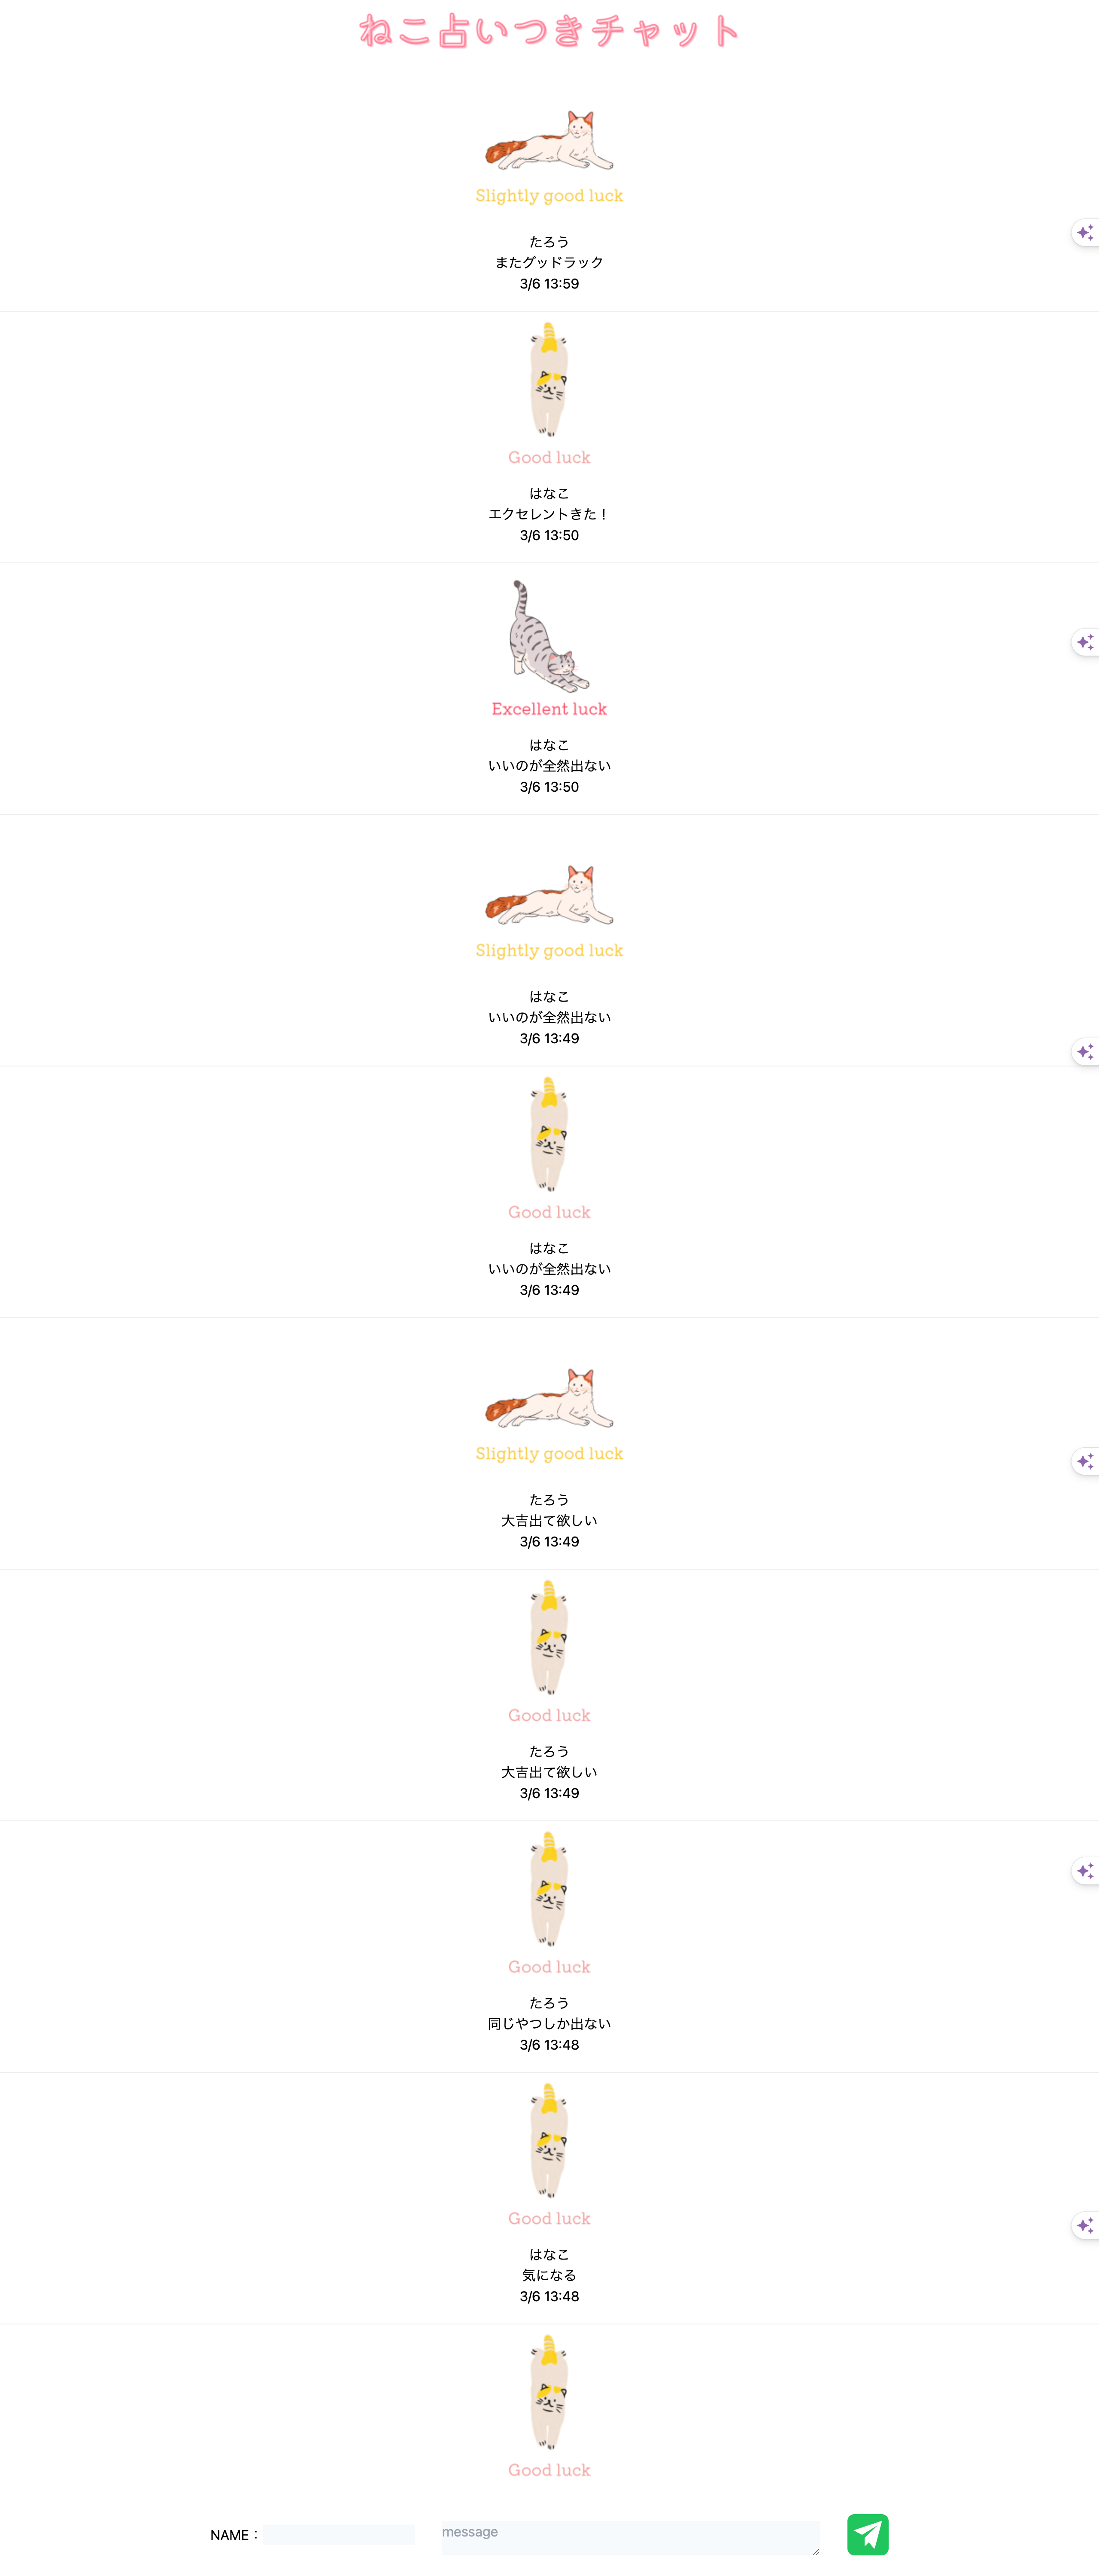 ねこ占いつきチャット
Slightly good luck
たろう
またグッドラック
3/6 13:59
Good luck
はなこ
エクセレントきた！
3/6 13:50
Excellent luck
はなこ
いいのが全然出ない
3/6 13:50
Slightly good luck
はなこ
いいのが全然出ない
3/6 13:49
Good luck
はなこ
いいのが全然出ない
3/6 13:49
Slightly good luck
たろう
大吉出て欲しい
3/6 13:49
Good luck
たろう
大吉出て欲しい
3/6 13:49
Good luck
たろう
同じやつしか出ない
3/6 13:48
Good luck
はなこ
気になる
3/6 13:48
Good luck
NAME：
message